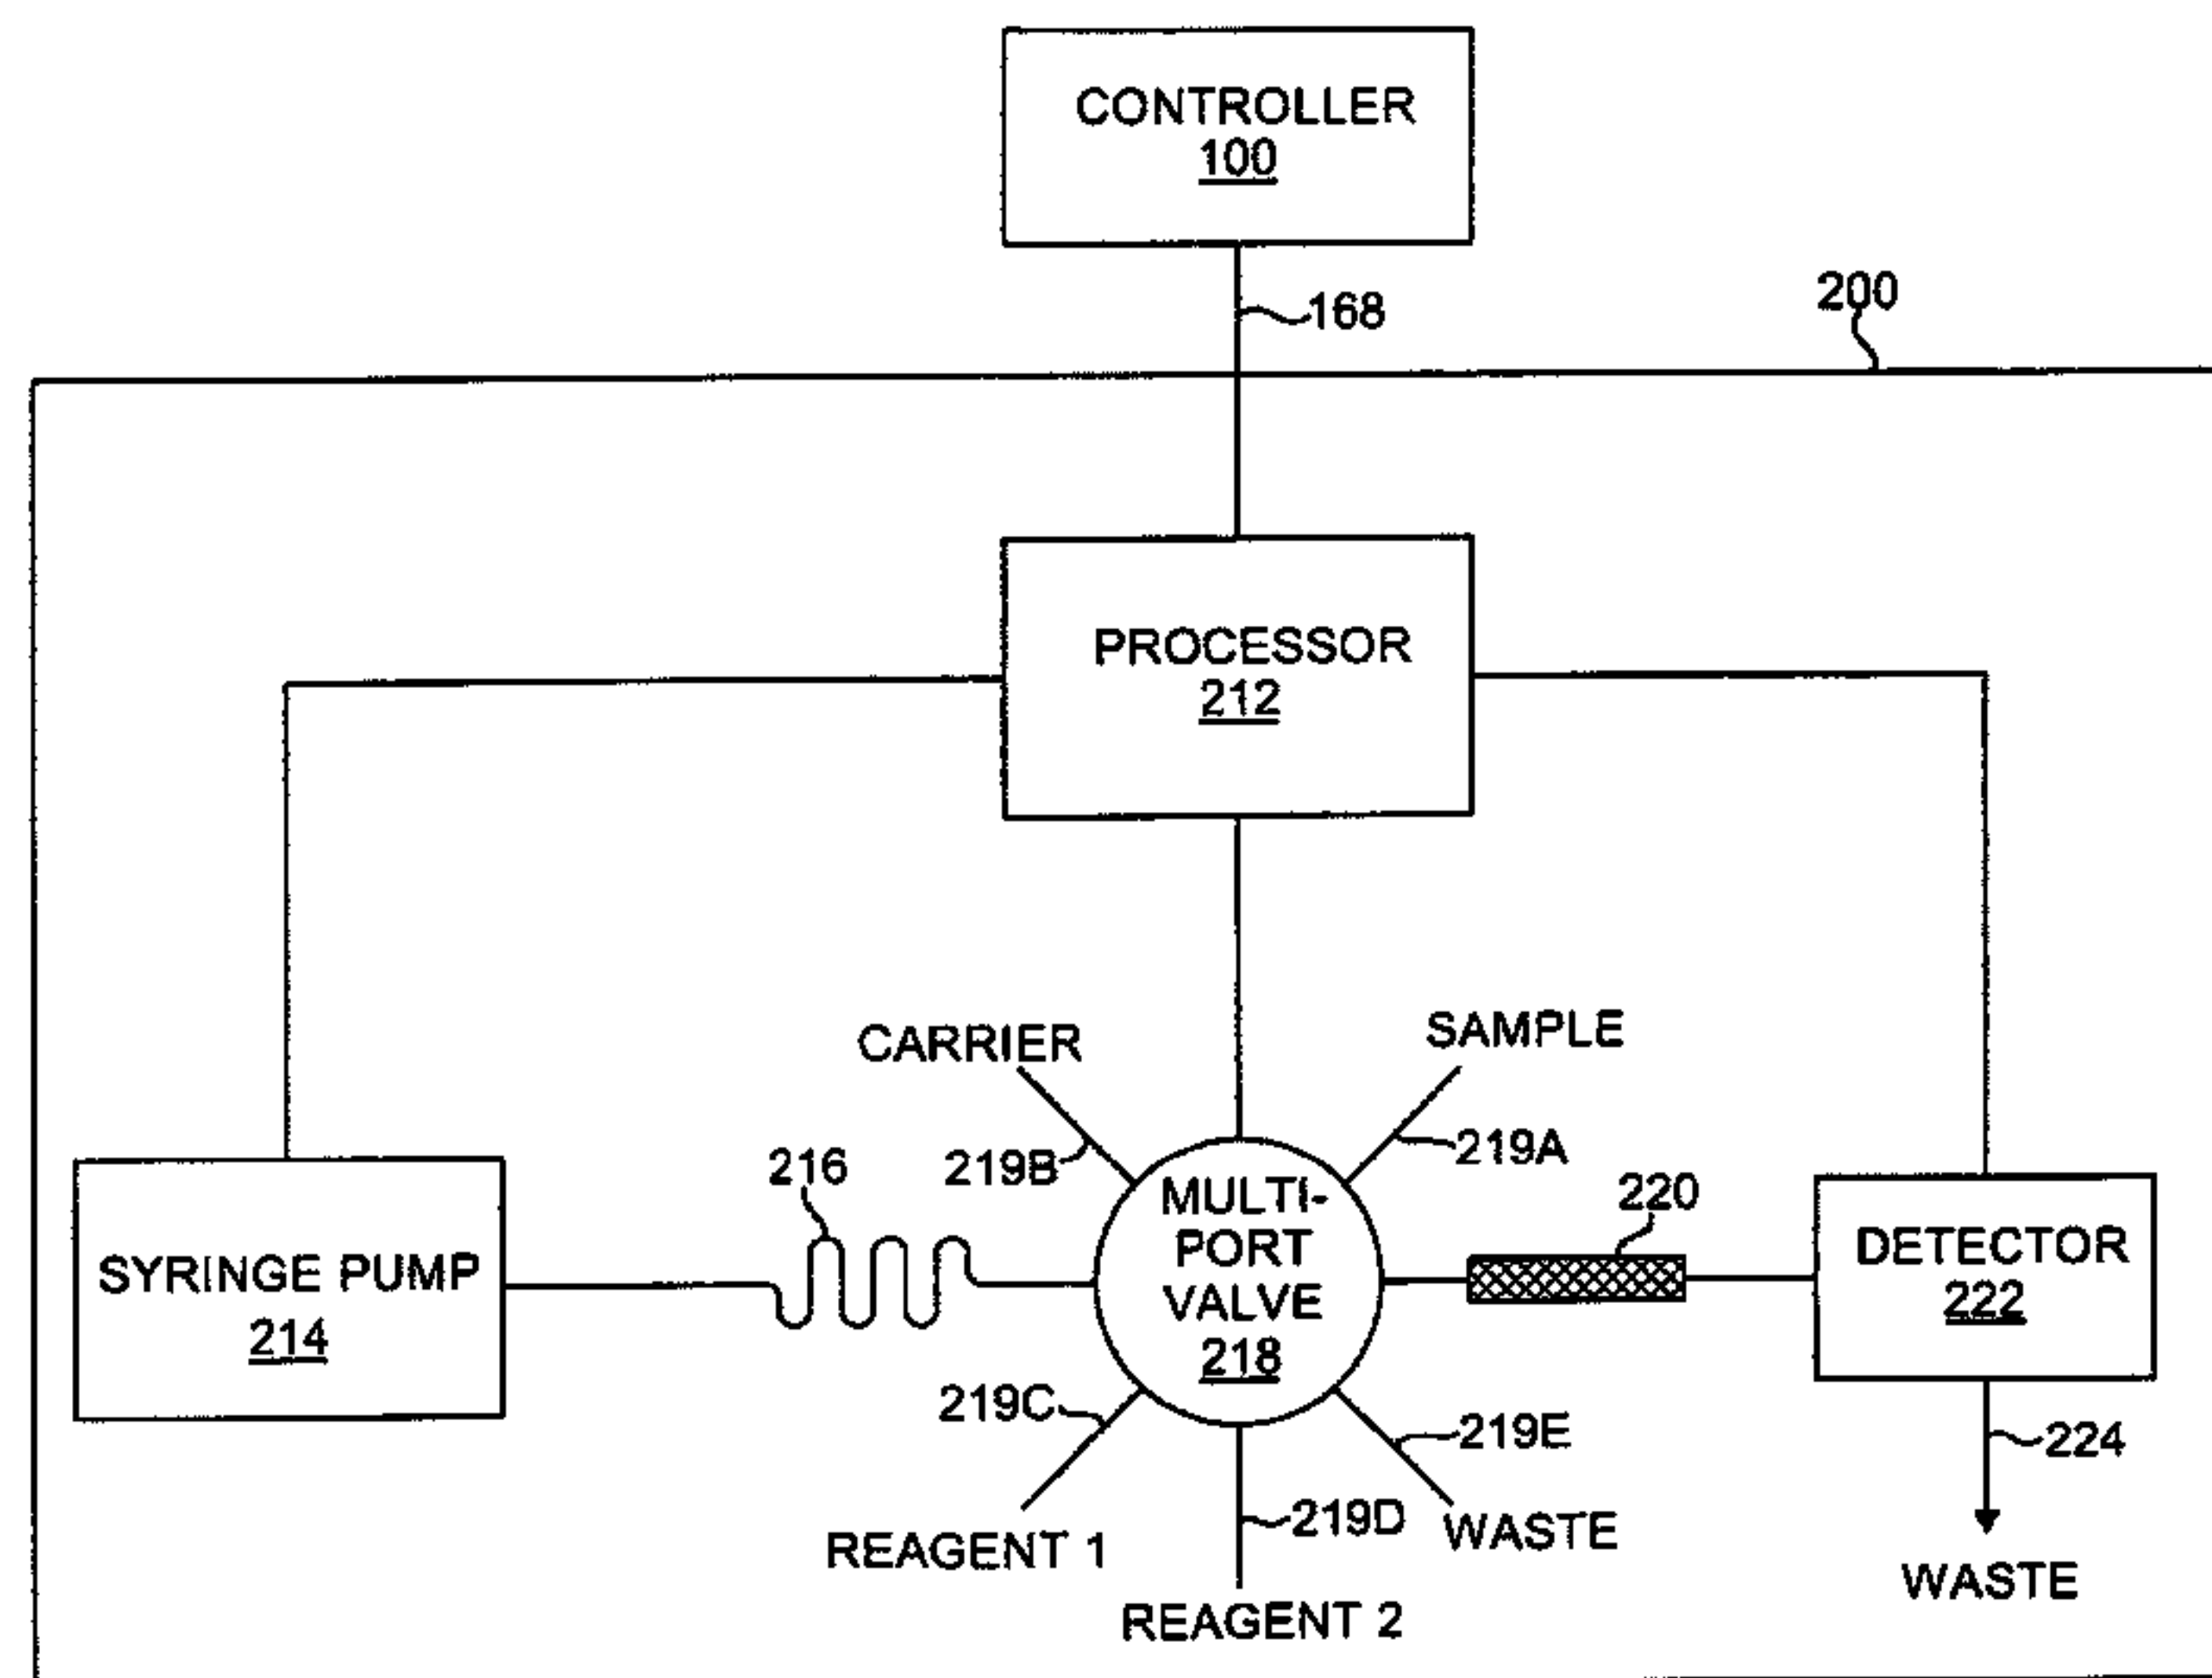 CONTROLLER
100
168
200
PROCESSOR
212
CARRIER
SAMPLE
219B
219A
216
220
MULTI-
PORT
VALVE
218
SYRINGE PUMP
214
DETECTOR
222
219C
219E
224
219D
REAGENT 1
WASTE
WASTE
REAGENT 2